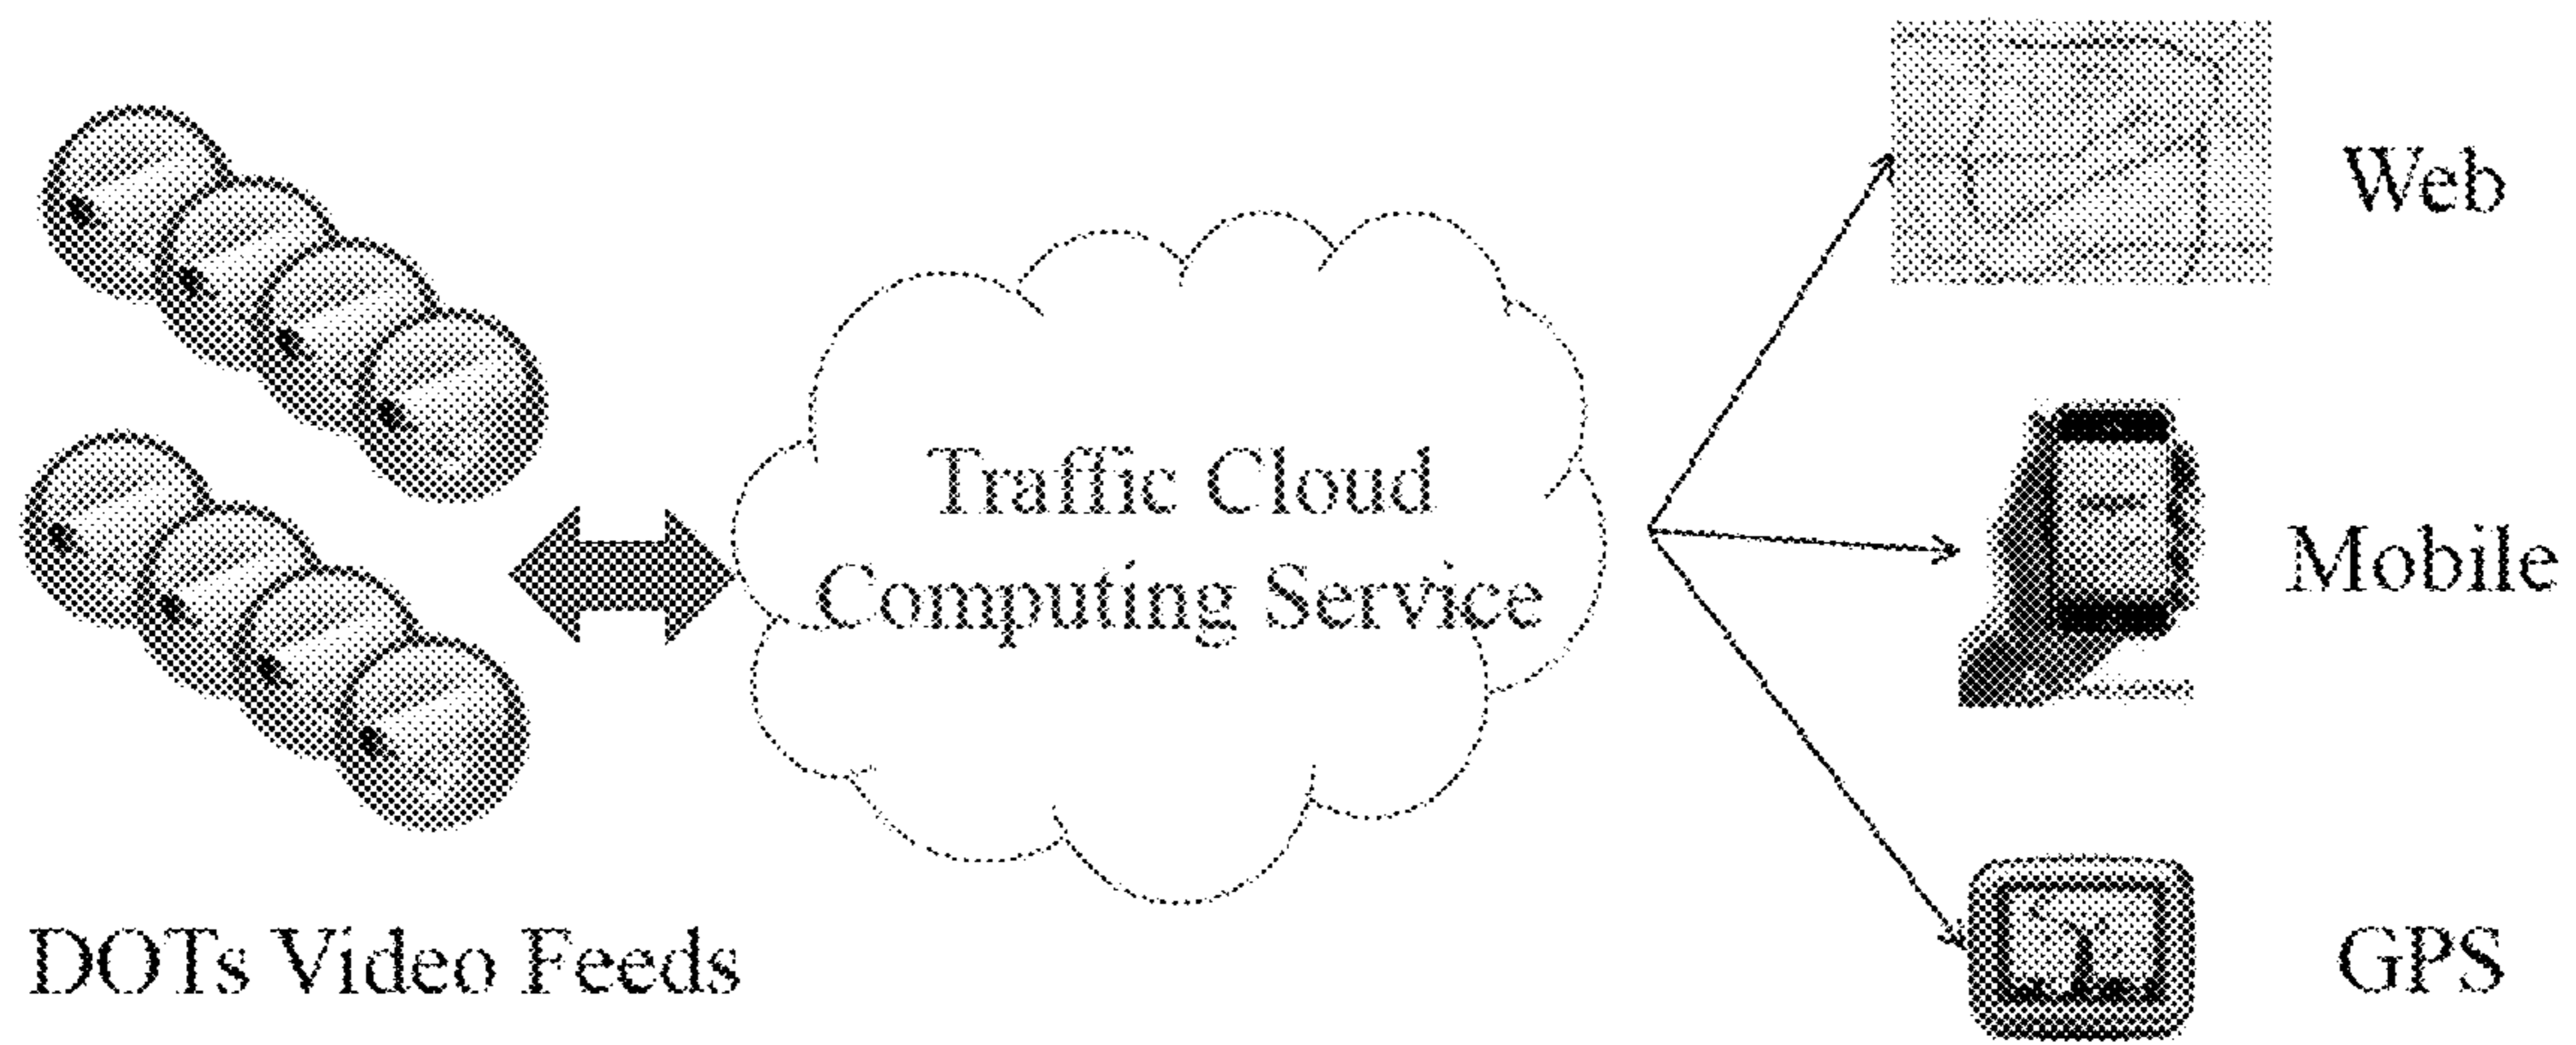 Web
Traffic Cloud
Computing Service
Mobile
DOTs Video Feeds
GPS